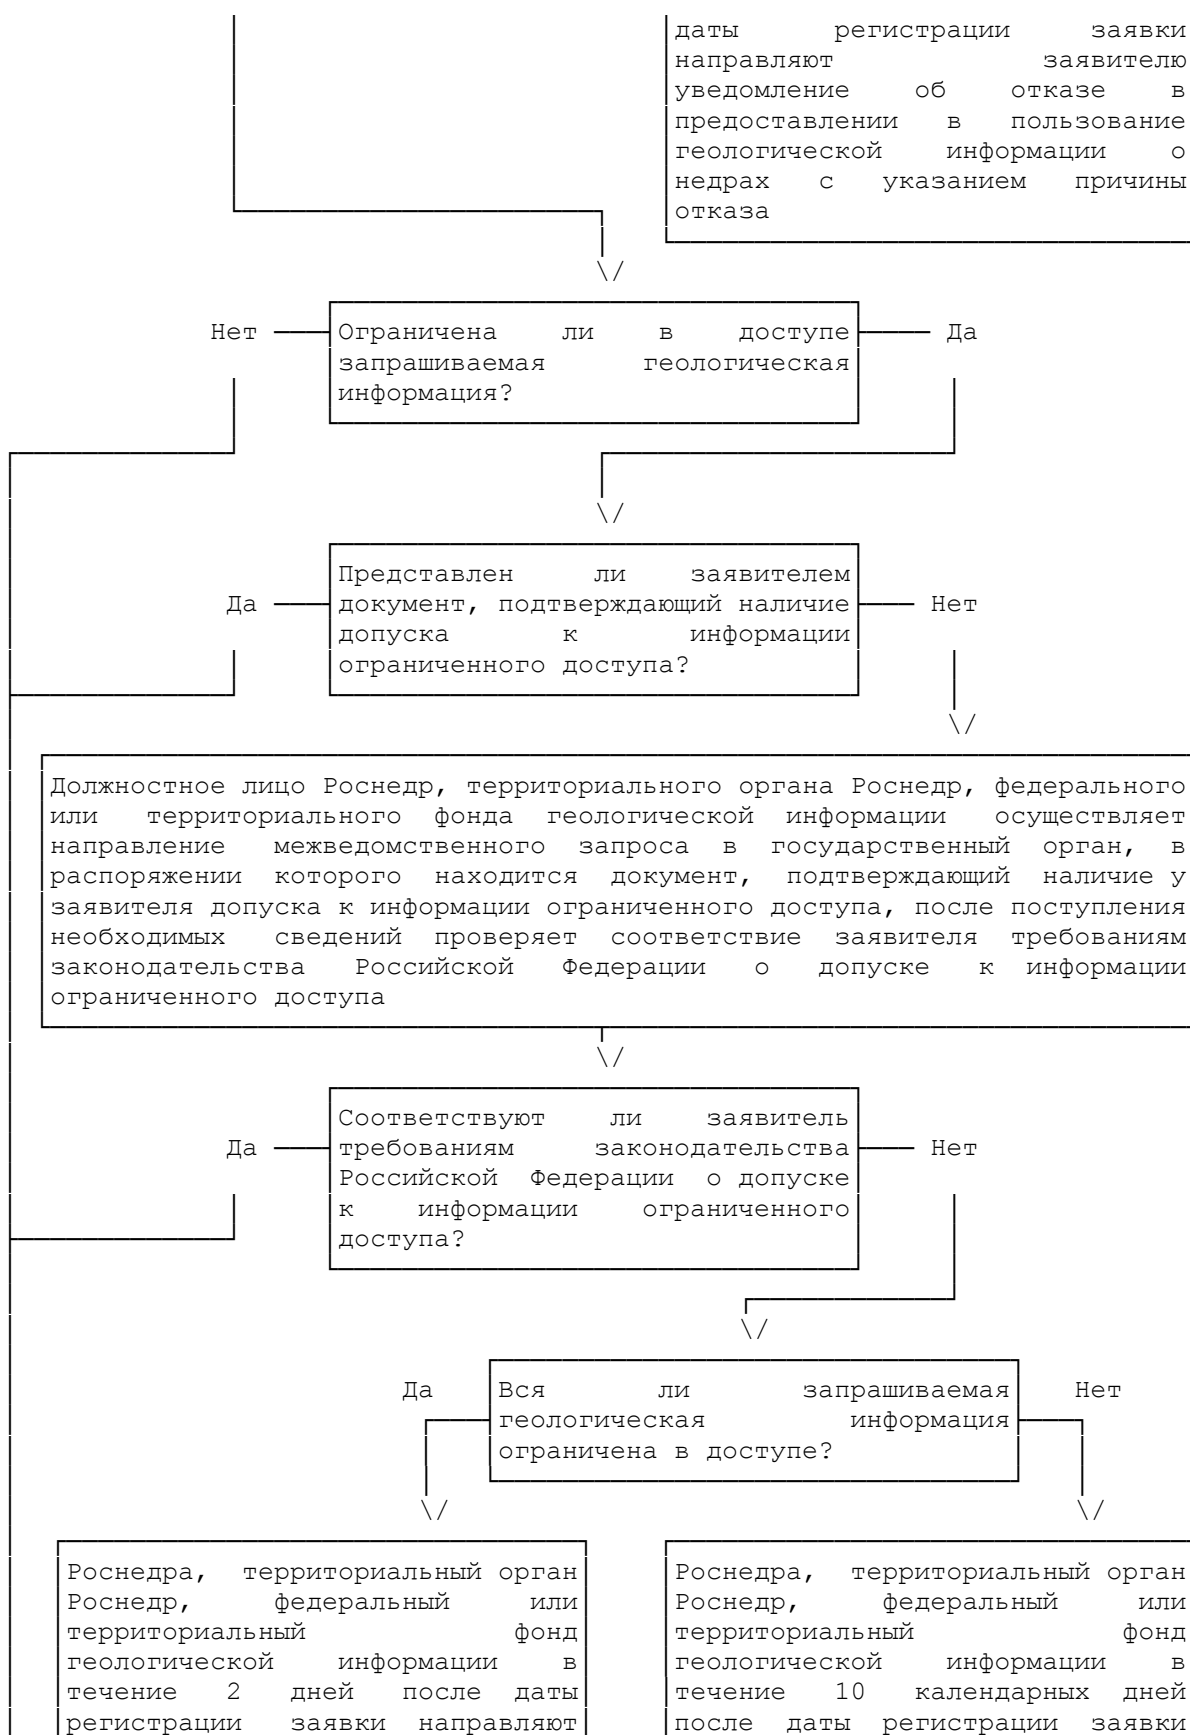 даты регистрации заявки
направляют заявителю
уведомление об отказе в
предоставлении в пользование
геологической информации о
недрах с указанием причины
отказа
Нет
Ограничена ли в доступе
Да
запрашиваемая геологическая
информация?
Представлен ли заявителем
Да
документ, подтверждающий наличие
Нет
допуска к информации
ограниченного доступа?
Должностное лицо Роснедр, территориального органа Роснедр, федерального
или территориального фонда геологической информации осуществляет
направление межведомственного запроса в государственный орган, в
распоряжении которого находится документ, подтверждающий наличие у
заявителя допуска к информации ограниченного доступа, после поступления
необходимых сведений проверяет соответствие заявителя требованиям
законодательства Российской Федерации о допуске к информации
ограниченного доступа
Соответствуют ли заявитель
Да
требованиям законодательства
Нет
Российской Федерации о допуске
к информации ограниченного
доступа?
Да
Вся ли запрашиваемая
Нет
геологическая информация
ограничена в доступе?
Роснедра, территориальный орган
Роснедр, федеральный или
территориальный фонд
геологической информации в
течение 2 дней после даты
регистрации заявки направляют
Роснедра, территориальный орган
Роснедр, федеральный или
территориальный фонд
геологической информации в
течение 10 календарных дней
после даты регистрации заявки